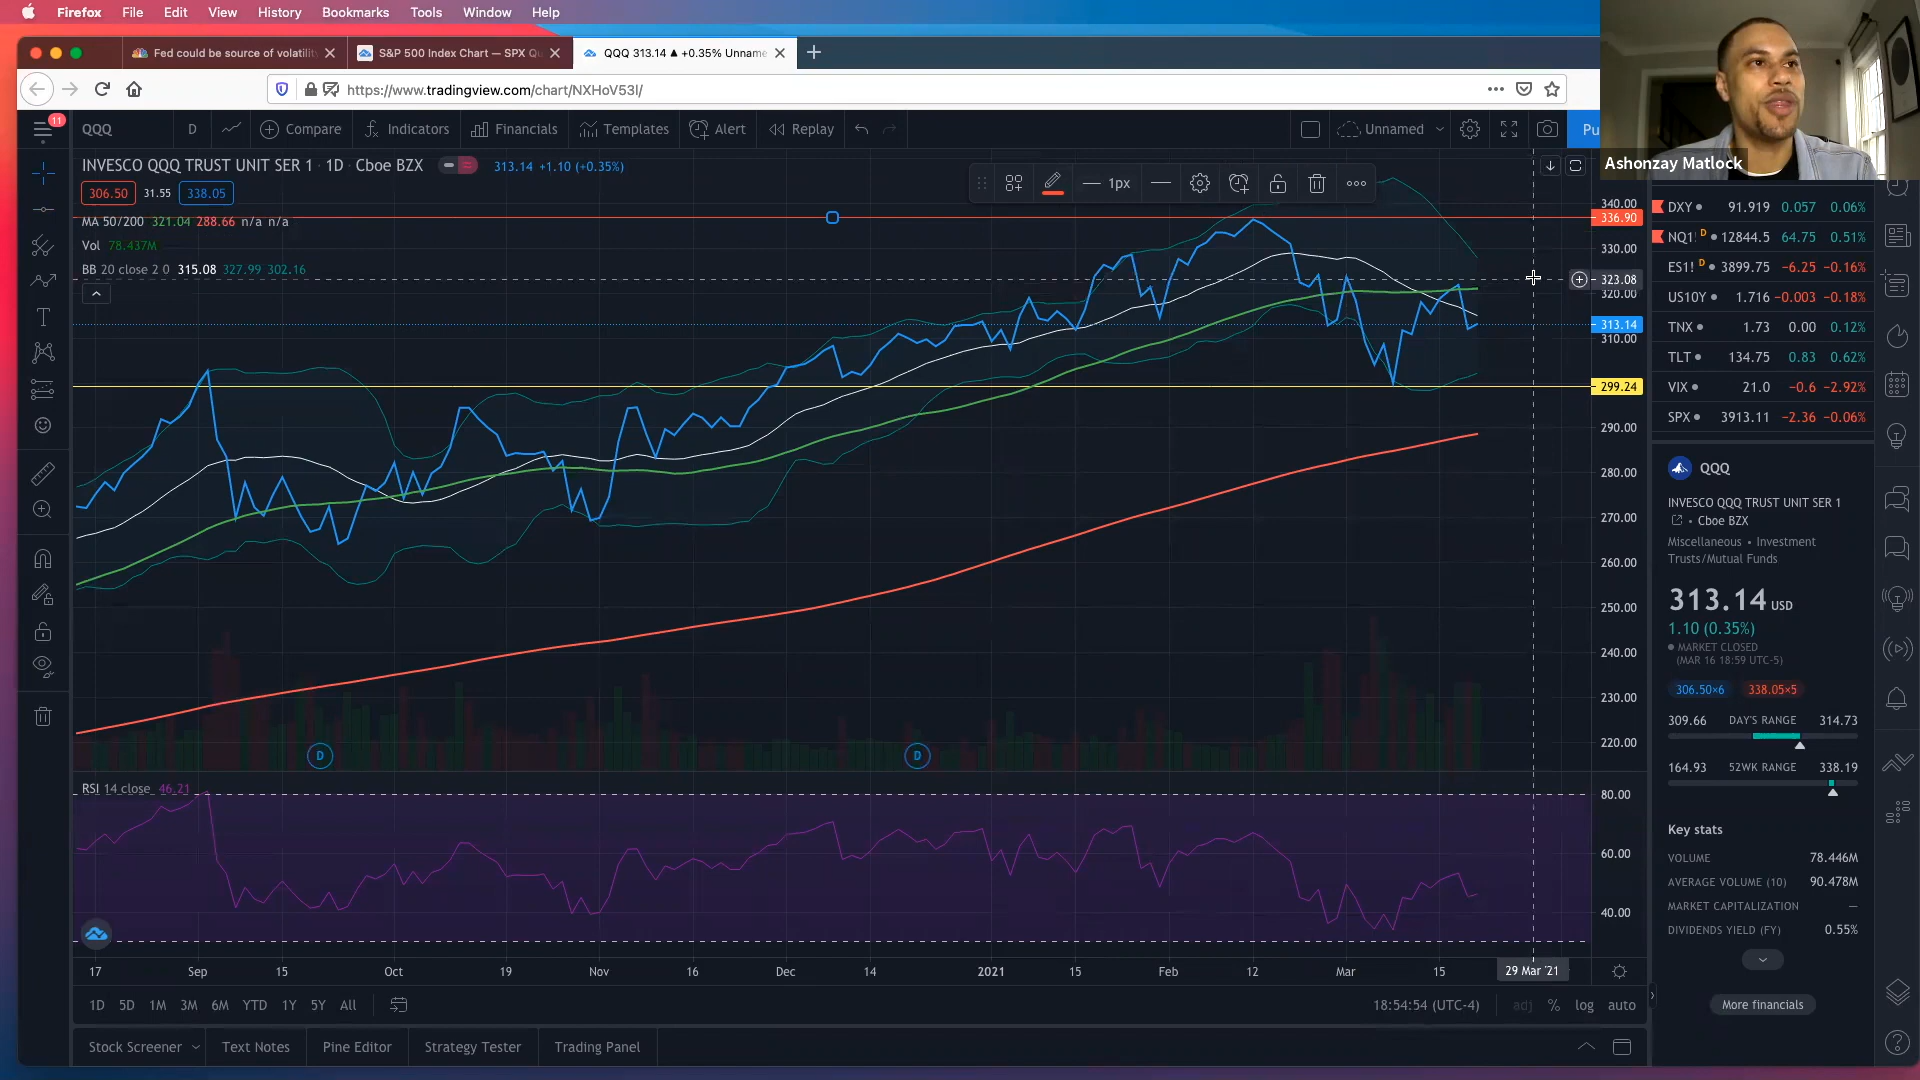 Firefox File Edit View History Bookmarks Tools Window Help
Fed could be source of volatilit
S&P 500 Index Chart — SPX Qu
QQQ 313.14 ▲ +0.35% Unname
https://www.tradingview.com/chart/NXHoV53I/
11
QQQ D Compare Indicators Financials Templates Alert Replay Unnamed Pu
INVESCO QQQ TRUST UNIT SER 1 · 1D · Cboe BZX 313.14 +1.10 (+0.35%)
1px
306.50 31.55 338.05
MA 50/200 321.04 288.66 n/a n/a
Vol 78.437M
BB 20 close 2 0 315.08 327.99 302.16
340.00
336.90
330.00
323.08
320.00
313.14
310.00
299.24
290.00
280.00
270.00
260.00
250.00
240.00
230.00
220.00
D D
RSI 14 close 46.21
80.00
60.00
40.00
17 Sep 15 Oct 19 Nov 16 Dec 14 2021 15 Feb 12 Mar 15 29 Mar '21
1D 5D 1M 3M 6M YTD 1Y 5Y All 18:54:54 (UTC-4) adj % log auto
Stock Screener Text Notes Pine Editor Strategy Tester Trading Panel
Ashonzay Matlock
DXY 91.919 0.057 0.06%
NQ1! D 12844.5 64.75 0.51%
ES1! D 3899.75 −6.25 −0.16%
US10Y 1.716 −0.003 −0.18%
TNX 1.73 0.00 0.12%
TLT 134.75 0.83 0.62%
VIX 21.0 −0.6 −2.92%
SPX 3913.11 −2.36 −0.06%
QQQ
INVESCO QQQ TRUST UNIT SER 1
• Cboe BZX
Miscellaneous • Investment
Trusts/Mutual Funds
313.14 USD
1.10 (0.35%)
MARKET CLOSED
(MAR 16 18:59 UTC-5)
306.50×6 338.05×5
309.66 DAY'S RANGE 314.73
164.93 52WK RANGE 338.19
Key stats
VOLUME 78.446M
AVERAGE VOLUME (10) 90.478M
MARKET CAPITALIZATION —
DIVIDENDS YIELD (FY) 0.55%
More financials